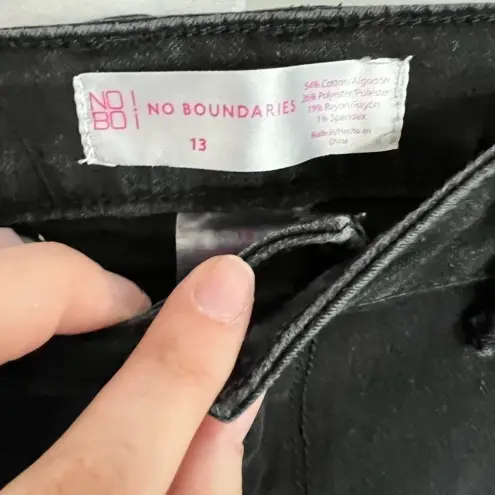 NO!
BO¡
NO BOUNDARIES
13
54% Cotton/Algodon
26% Polyester/Poliéster
19% Rayon/Rayón
1% Spandex
Made in/Hecho en
China